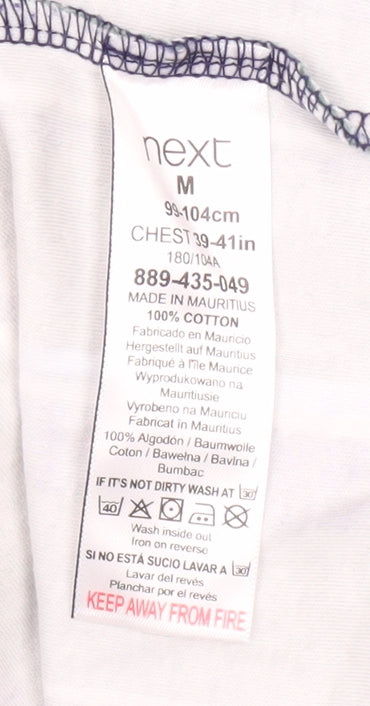 next
M
99-104cm
CHEST 39-41in
180/104A
889-435-049
MADE IN MAURITIUS
100% COTTON
Fabricado en Mauricio
Hergestellt auf Mauritius
Fabriqué à l'île Maurice
Wyprodukowano na
Mauritiusie
Vyrobeno na Mauriciu
Fabricat in Mauritius
100% Algodón / Baumwolle
Coton / Bawełna / Bavlna /
Bumbac
IF IT'S NOT DIRTY WASH AT 30°
40
Wash inside out
Iron on reverse
SI NO ESTÁ SUCIO LAVAR A 30°
Lavar del revés
Planchar por el revés
KEEP AWAY FROM FIRE